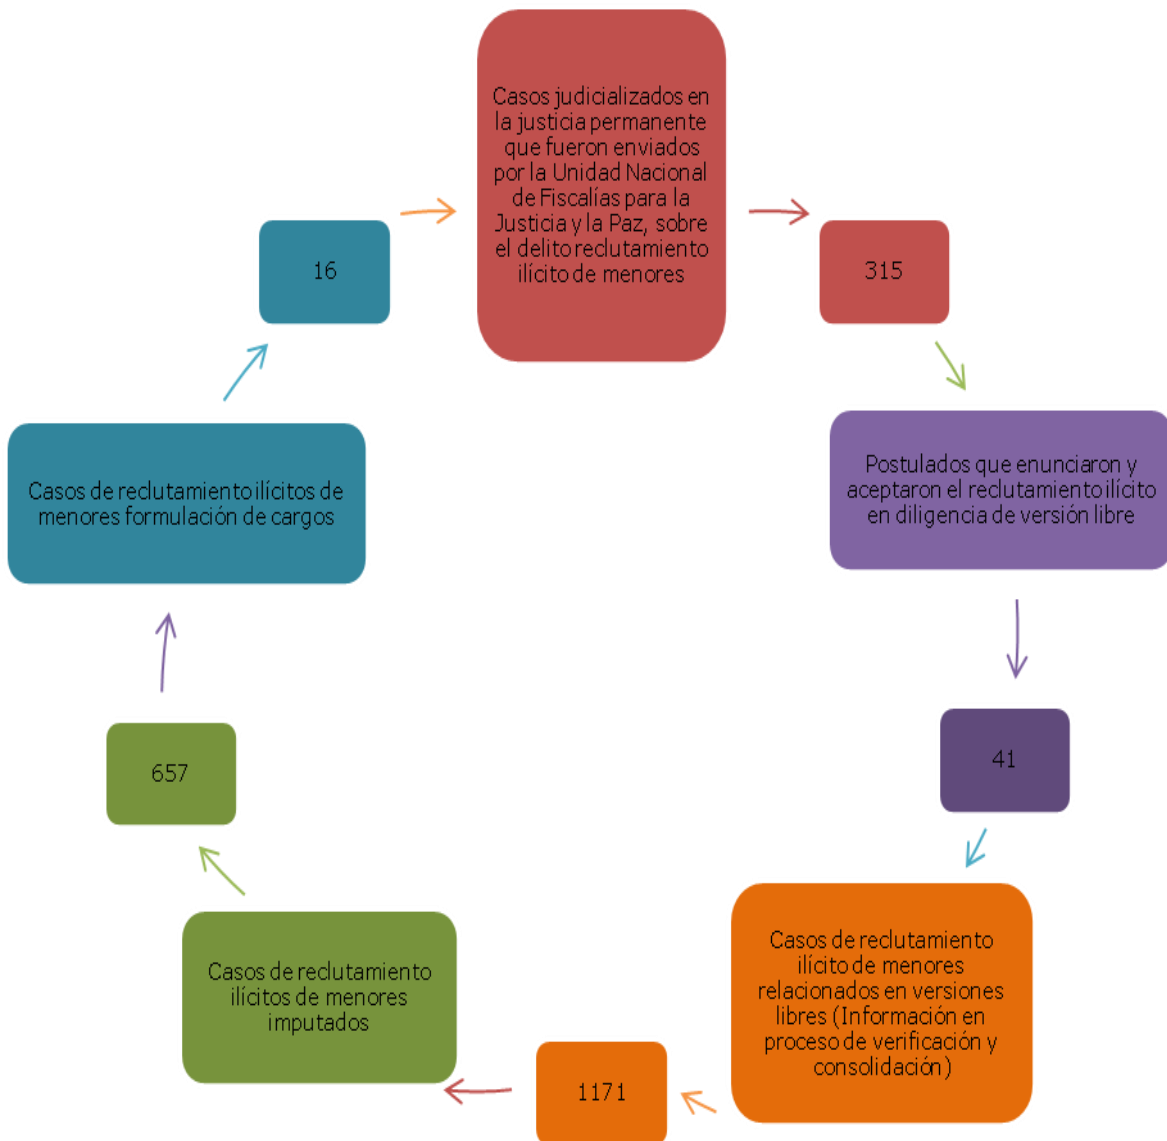 Casos judicializados en
la justicia permanente
que fueron enviados
por la Unidad Nacional
de Fiscalías para la
Justicia y la Paz, sobre
el delito reclutamiento
ilícito de menores
315
Postulados que enunciaron y
aceptaron el reclutamiento ilícito
en diligencia de versión libre
41
Casos de reclutamiento
ilícito de menores
relacionados en versiones
libres (Información en
proceso de verificación y
consolidación)
1171
Casos de reclutamiento
ilícitos de menores
imputados
657
Casos de reclutamiento ilícitos de
menores formulación de cargos
16